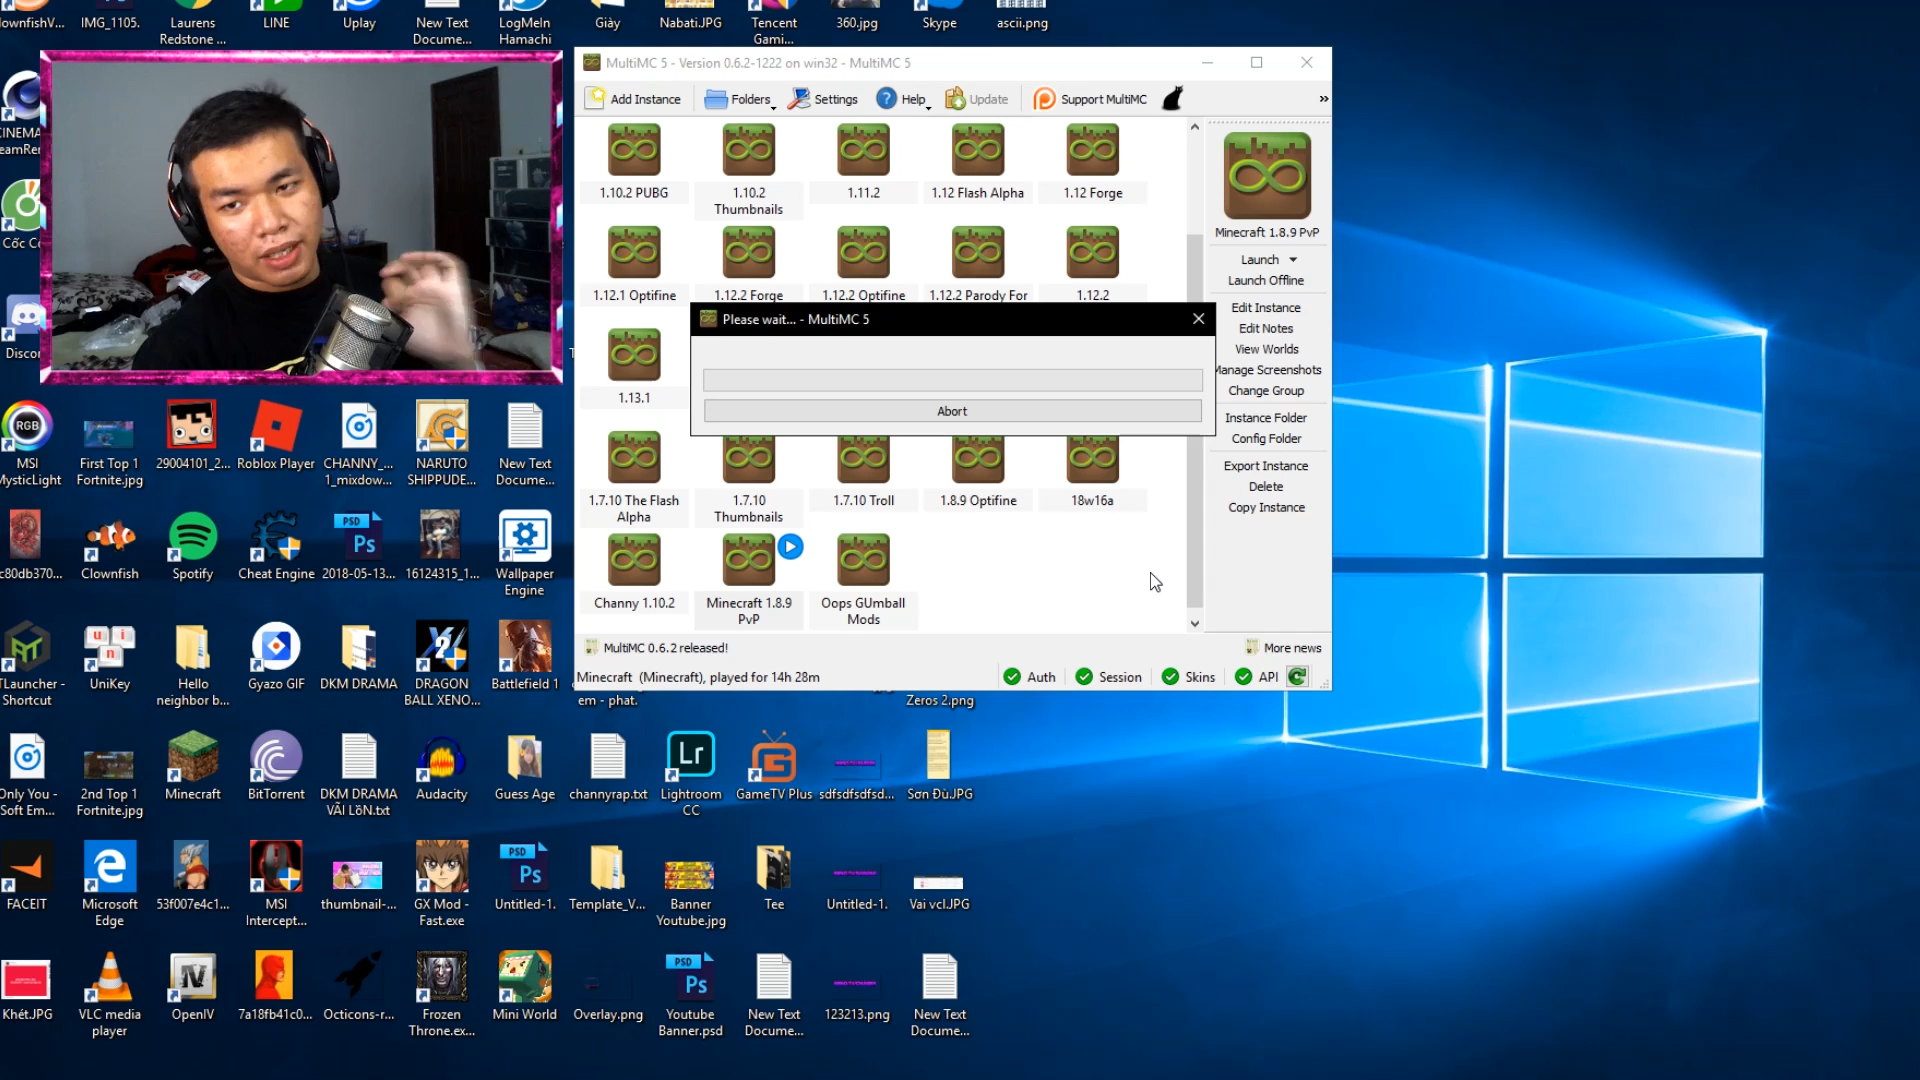 ownfishV...
IMG_1105.
Laurens
Redstone ...
LINE
Uplay
New Text
Docume...
LogMeIn
Hamachi
Giày
Nabati.JPG
Tencent
Gami...
360.jpg
Skype
ascii.png
MultiMC 5 - Version 0.6.2-1222 on win32 - MultiMC 5
Add Instance
Folders
Settings
Help
Update
Support MultiMC
»
1.10.2 PUBG
1.10.2
Thumbnails
1.11.2
1.12 Flash Alpha
1.12 Forge
1.12.1 Optifine
1.12.2 Forge
1.12.2 Optifine
1.12.2 Parody For
1.12.2
Please wait... - MultiMC 5
Abort
1.13.1
1.7.10 The Flash
Alpha
1.7.10
Thumbnails
1.7.10 Troll
1.8.9 Optifine
18w16a
Channy 1.10.2
Minecraft 1.8.9
PvP
Oops GUmball
Mods
Minecraft 1.8.9 PvP
Launch
Launch Offline
Edit Instance
Edit Notes
View Worlds
Manage Screenshots
Change Group
Instance Folder
Config Folder
Export Instance
Delete
Copy Instance
MultiMC 0.6.2 released!
More news
Minecraft (Minecraft), played for 14h 28m
Auth
Session
Skins
API
CINEMA
eamRer
Cốc Cố
Discor
em - phat.
Zeros 2.png
RGB
MSI
MysticLight
First Top 1
Fortnite.jpg
29004101_2...
Roblox Player
CHANNY_...
1_mixdow...
NARUTO
SHIPPUDE...
New Text
Docume...
c80db370...
Clownfish
Spotify
Cheat Engine
PSD
Ps
2018-05-13...
16124315_1...
Wallpaper
Engine
TLauncher -
Shortcut
u n i
n
UniKey
Hello
neighbor b...
Gyazo GIF
DKM DRAMA
DRAGON
BALL XENO...
Battlefield 1
Only You -
Soft Em...
2nd Top 1
Fortnite.jpg
Minecraft
BitTorrent
DKM DRAMA
VÃI LỒN.txt
Audacity
Guess Age
channyrap.txt
Lr
Lightroom
CC
GameTV Plus
sdfsdfsdfsd...
Sơn Đù.JPG
FACEIT
Microsoft
Edge
53f007e4c1...
MSI
Intercept...
thumbnail-...
GX Mod -
Fast.exe
PSD
Ps
Untitled-1.
Template_V...
Banner
Youtube.jpg
Tee
Untitled-1.
Vai vcl.JPG
Khét.JPG
VLC media
player
OpenIV
7a18fb41c0...
Octicons-r...
Frozen
Throne.ex...
Mini World
Overlay.png
PSD
Ps
Youtube
Banner.psd
New Text
Docume...
123213.png
New Text
Docume...